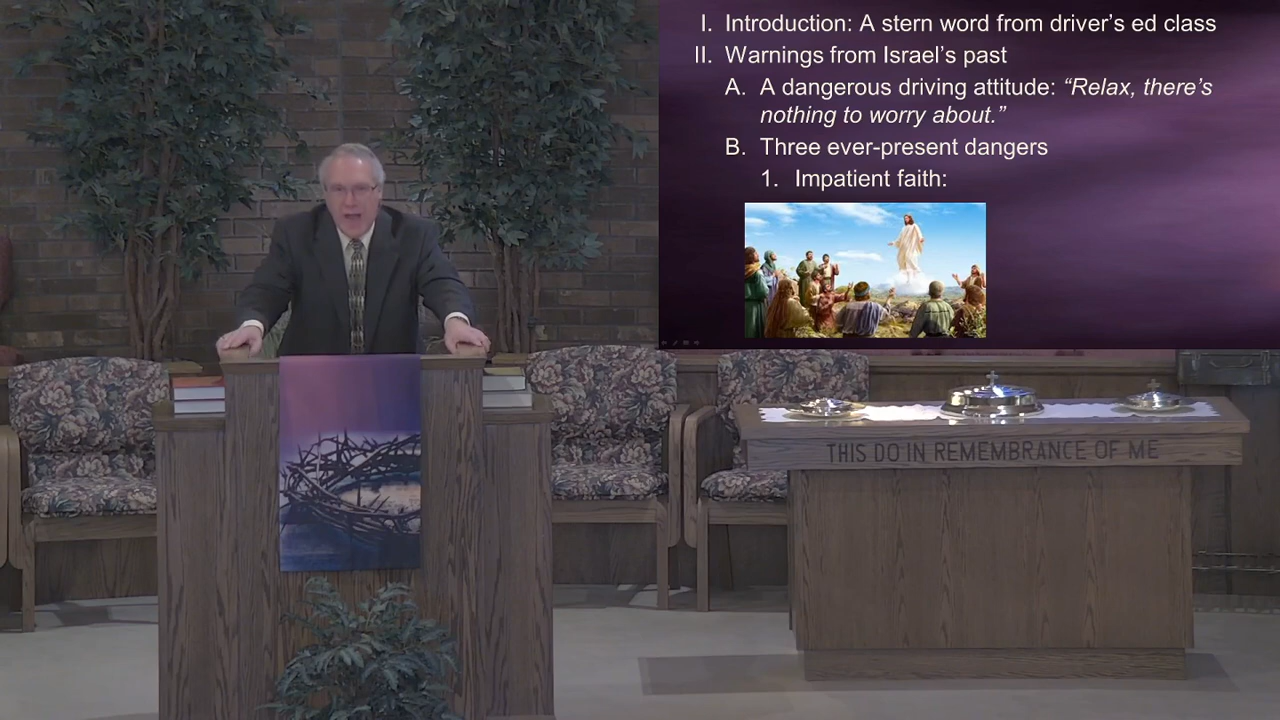 I. Introduction: A stern word from driver’s ed class
II. Warnings from Israel’s past
A. A dangerous driving attitude: “Relax, there’s
nothing to worry about.”
B. Three ever-present dangers
1. Impatient faith:
THIS DO IN REMEMBRANCE OF ME